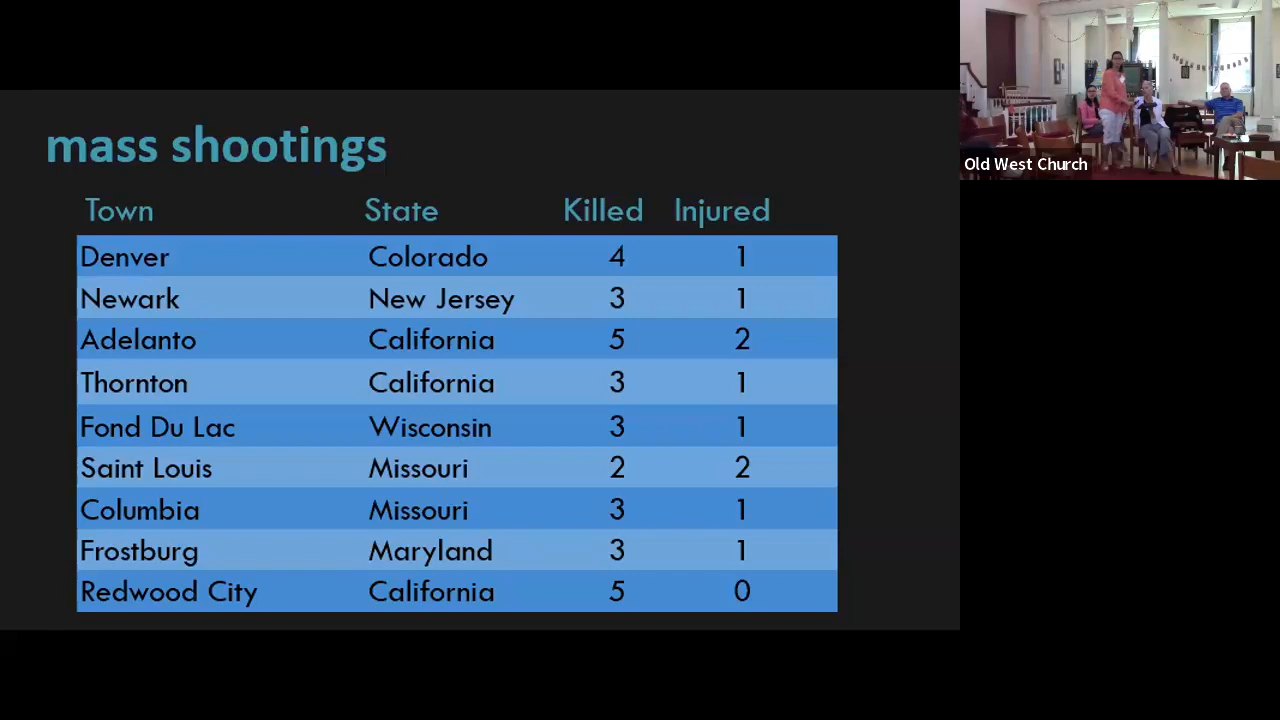 mass shootings
Town State Killed Injured
Denver Colorado 4 1
Newark New Jersey 3 1
Adelanto California 5 2
Thornton California 3 1
Fond Du Lac Wisconsin 3 1
Saint Louis Missouri 2 2
Columbia Missouri 3 1
Frostburg Maryland 3 1
Redwood City California 5 0
Old West Church